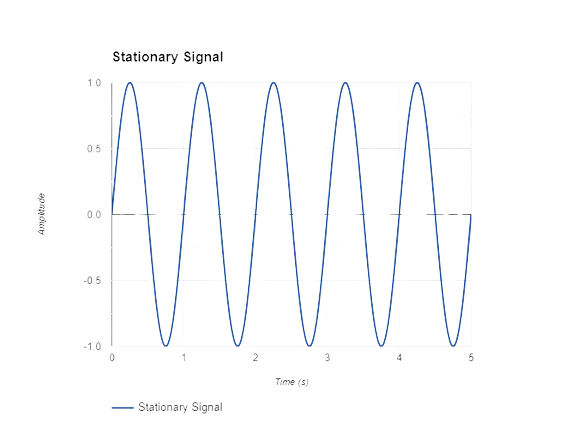 Stationary Signal
1.0
0.5
0.0
-0.5
-1.0
Amplitude
0 1 2 3 4 5
Time (s)
Stationary Signal